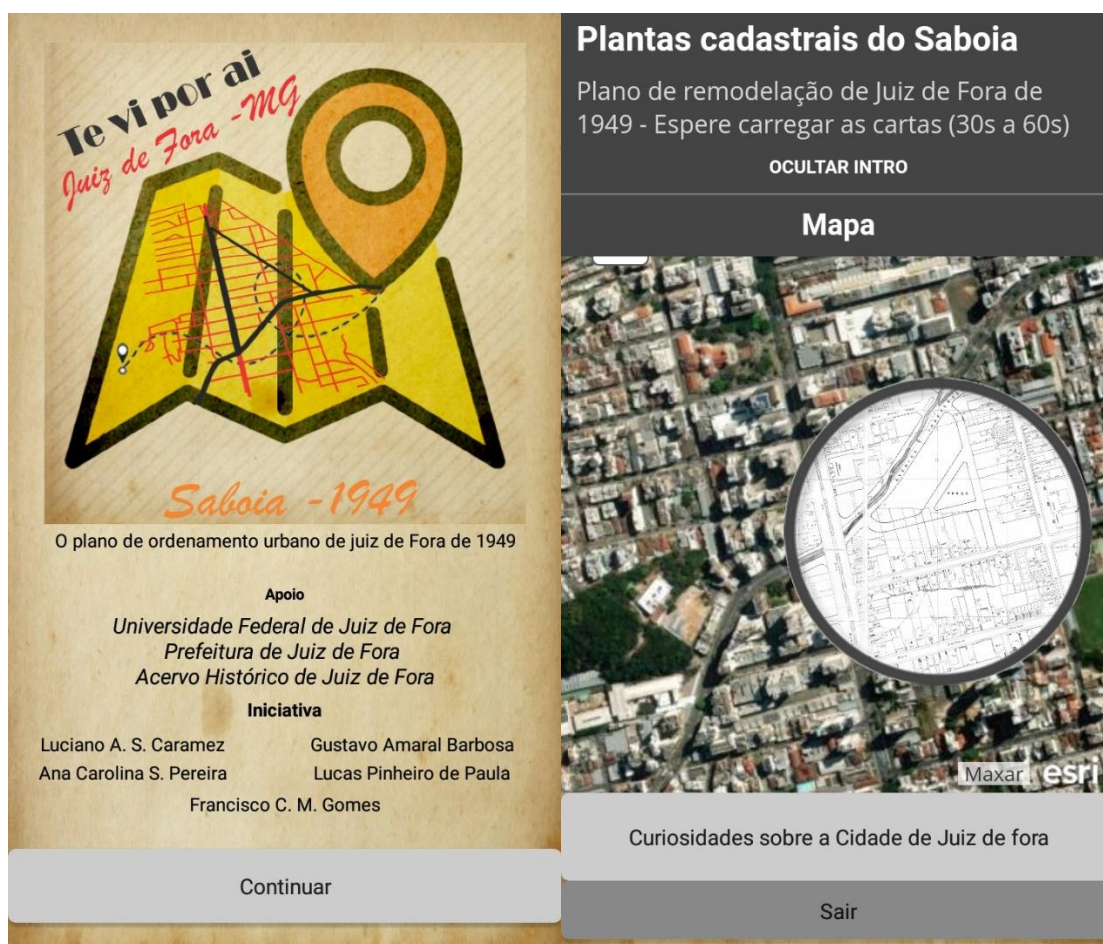 Te vi por ai
Juiz de Fora -MG
Saboia -1949
O plano de ordenamento urbano de juiz de Fora de 1949
Apoio
Universidade Federal de Juiz de Fora
Prefeitura de Juiz de Fora
Acervo Histórico de Juiz de Fora
Iniciativa
Luciano A. S. Caramez
Gustavo Amaral Barbosa
Ana Carolina S. Pereira
Lucas Pinheiro de Paula
Francisco C. M. Gomes
Continuar
Plantas cadastrais do Saboia
Plano de remodelação de Juiz de Fora de
1949 - Espere carregar as cartas (30s a 60s)
OCULTAR INTRO
Mapa
PRAÇA
Maxar
esri
Curiosidades sobre a Cidade de Juiz de fora
Sair